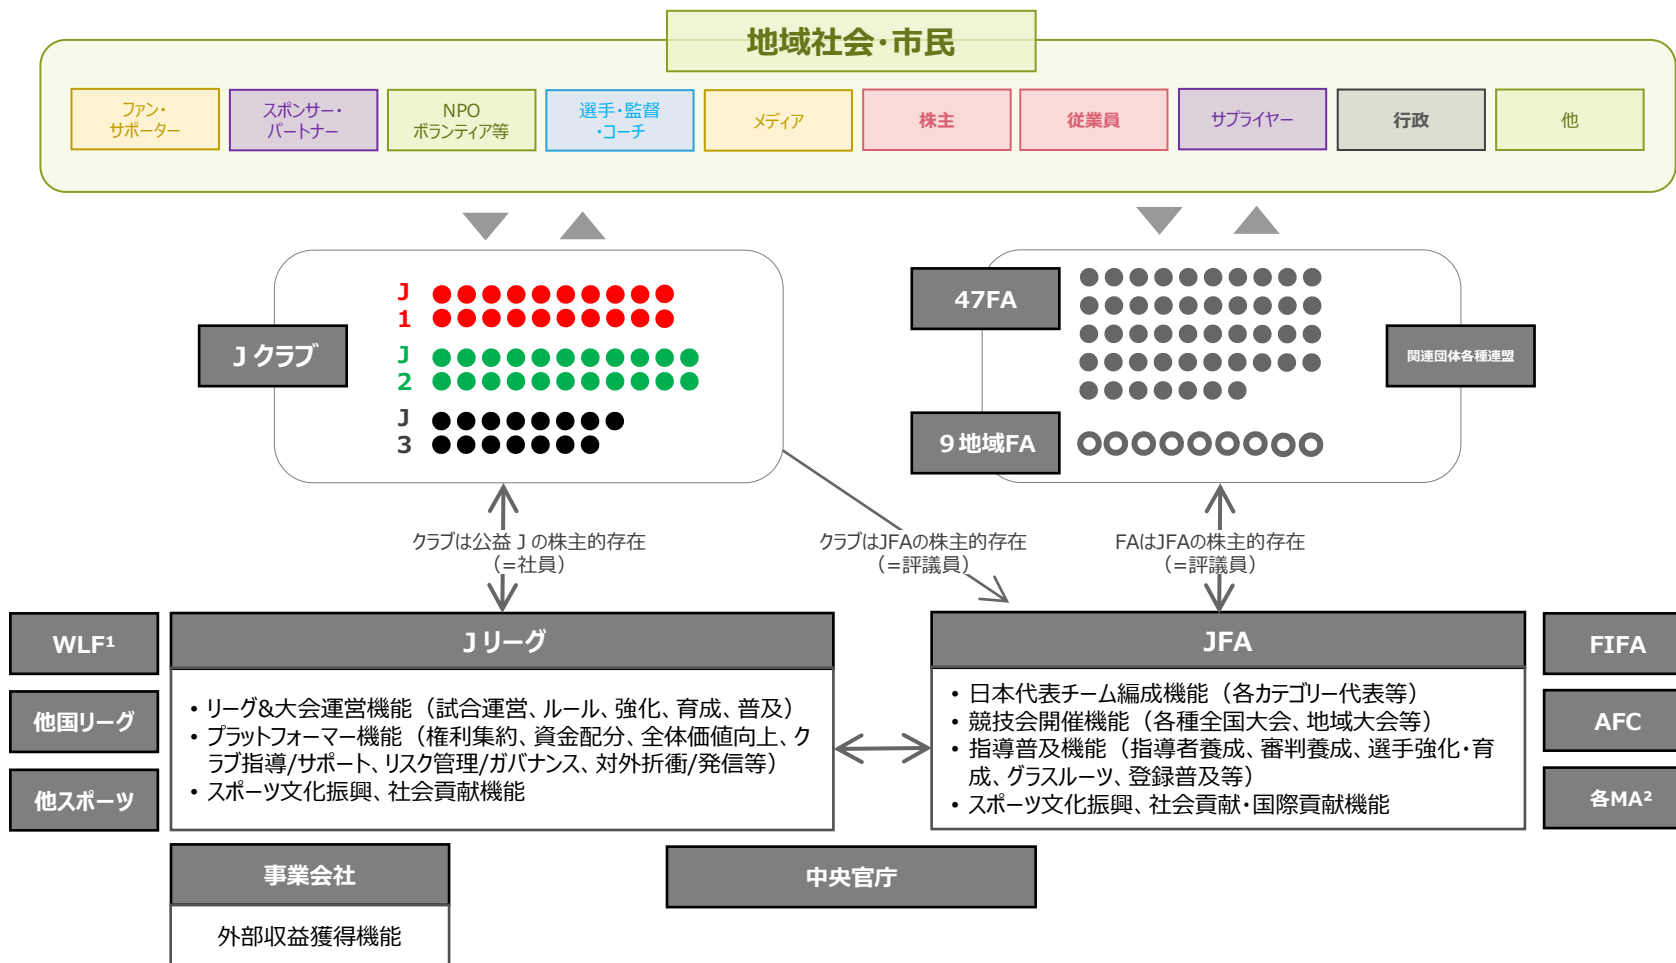 地域社会・市民
ファン・
サポーター
スポンサー・
パートナー
NPO
ボランティア等
選手・監督
・コーチ
メディア
株主
従業員
サプライヤー
行政
他
Jクラブ
J
1
J
2
J
3
47FA
9地域FA
関連団体各種連盟
クラブは公益Jの株主的存在
(=社員)
クラブはJFAの株主的存在
(=評議員)
FAはJFAの株主的存在
(=評議員)
WLF¹
他国リーグ
他スポーツ
Jリーグ
・リーグ&大会運営機能（試合運営、ルール、強化、育成、普及）
・プラットフォーマー機能（権利集約、資金配分、全体価値向上、ク
ラブ指導/サポート、リスク管理/ガバナンス、対外折衝/発信等）
・スポーツ文化振興、社会貢献機能
JFA
・日本代表チーム編成機能（各カテゴリー代表等）
・競技会開催機能（各種全国大会、地域大会等）
・指導普及機能（指導者養成、審判養成、選手強化・育
成、グラスルーツ、登録普及等）
・スポーツ文化振興、社会貢献・国際貢献機能
FIFA
AFC
各MA²
事業会社
外部収益獲得機能
中央官庁